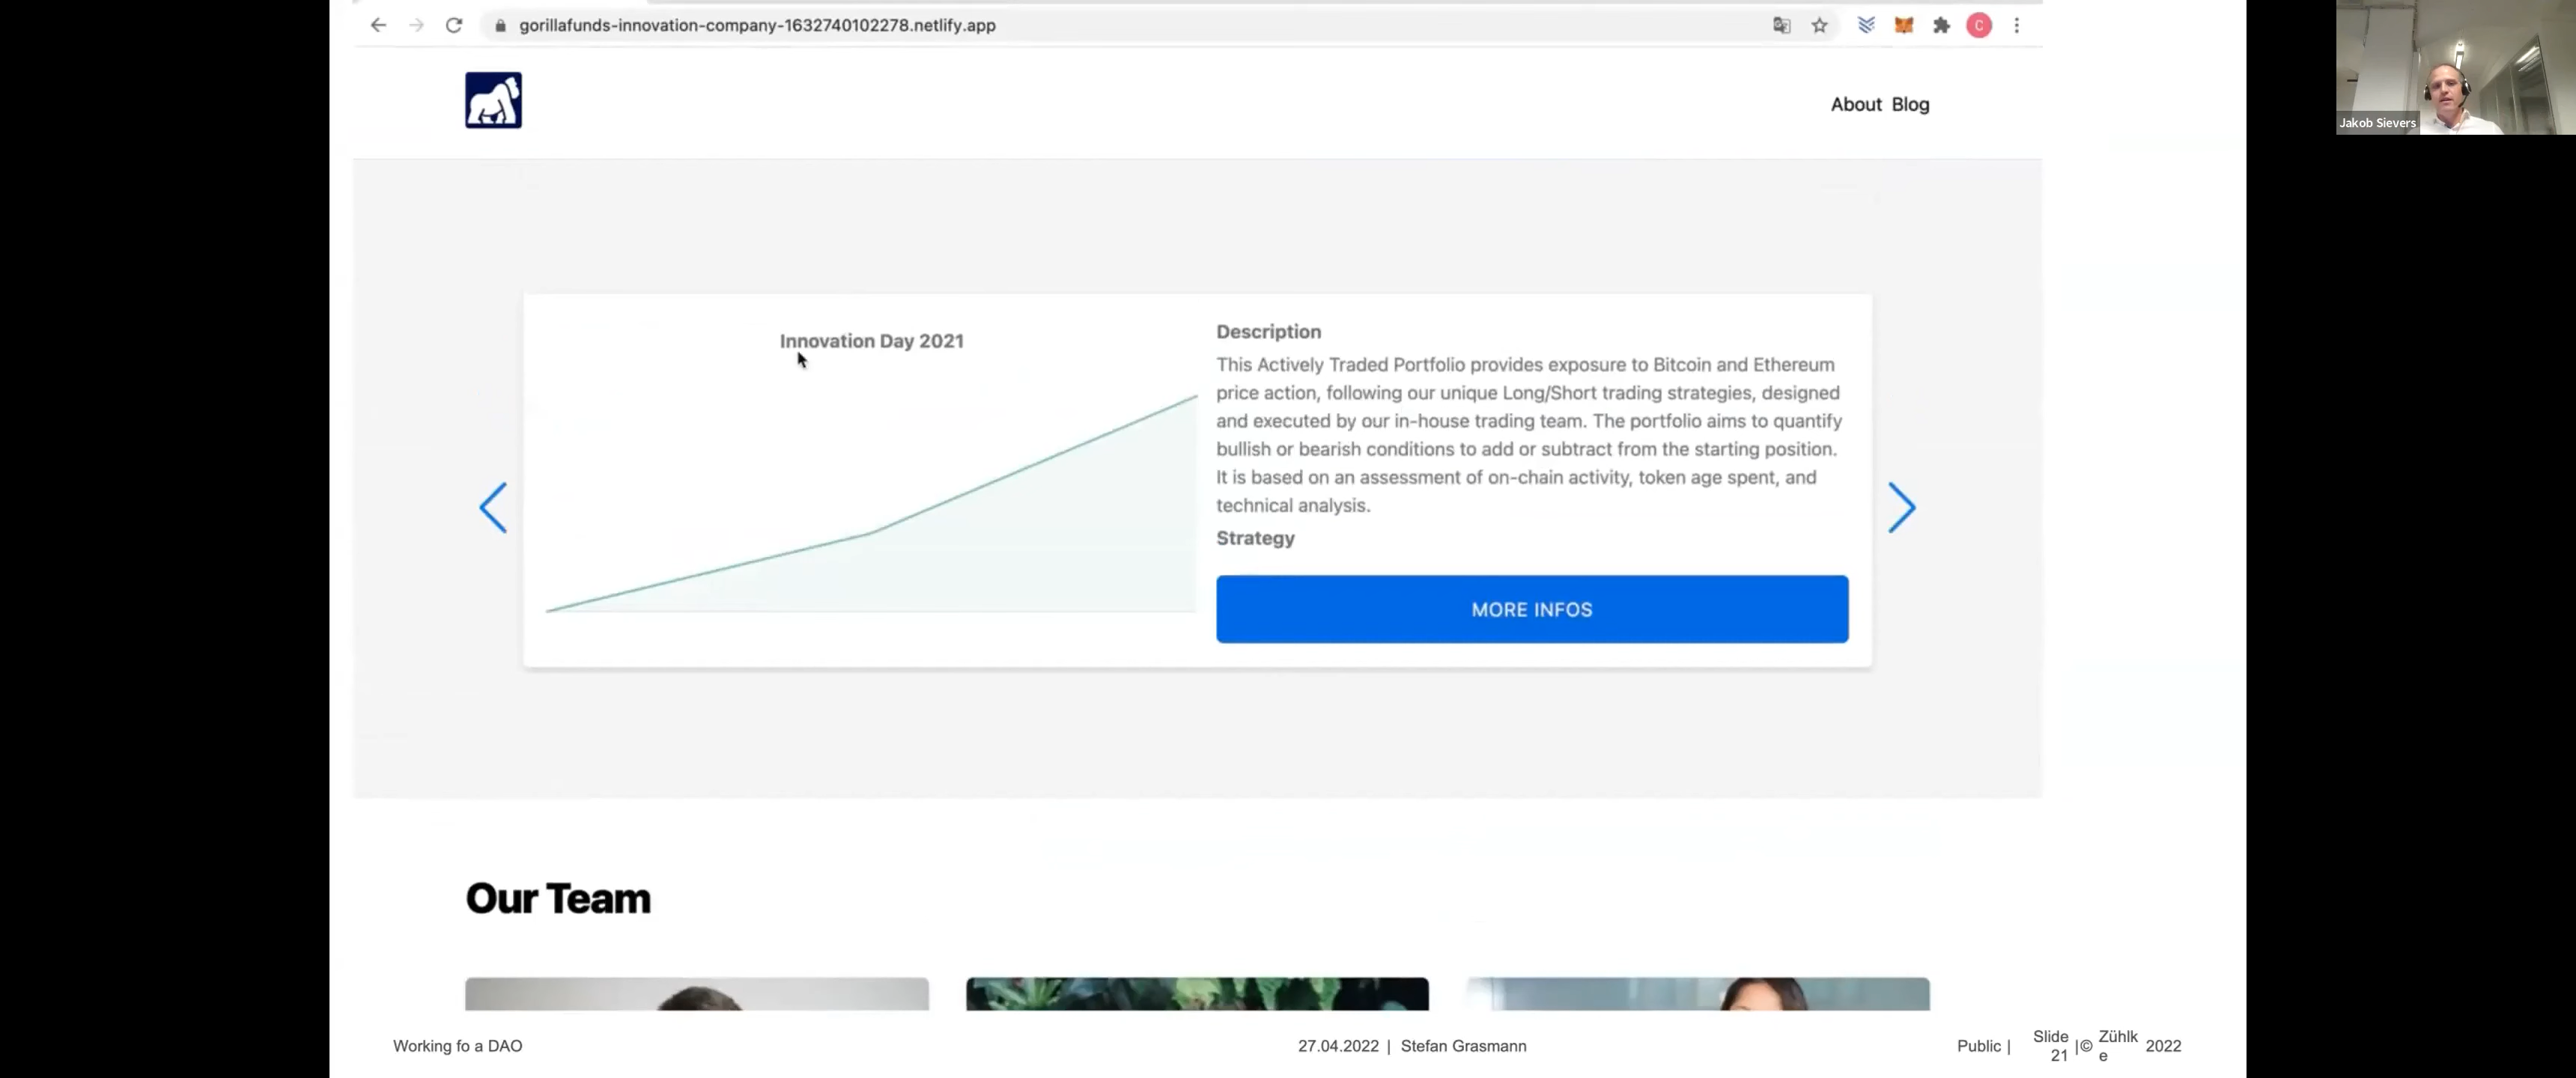 gorillafunds-innovation-company-1632740102278.netlify.app
C
About Blog
Jakob Sievers
Innovation Day 2021
Description
This Actively Traded Portfolio provides exposure to Bitcoin and Ethereum
price action, following our unique Long/Short trading strategies, designed
and executed by our in-house trading team. The portfolio aims to quantify
bullish or bearish conditions to add or subtract from the starting position.
It is based on an assessment of on-chain activity, token age spent, and
technical analysis.
Strategy
MORE INFOS
Our Team
Working fo a DAO
27.04.2022 | Stefan Grasmann
Public | Slide 21 |© Zühlke 2022